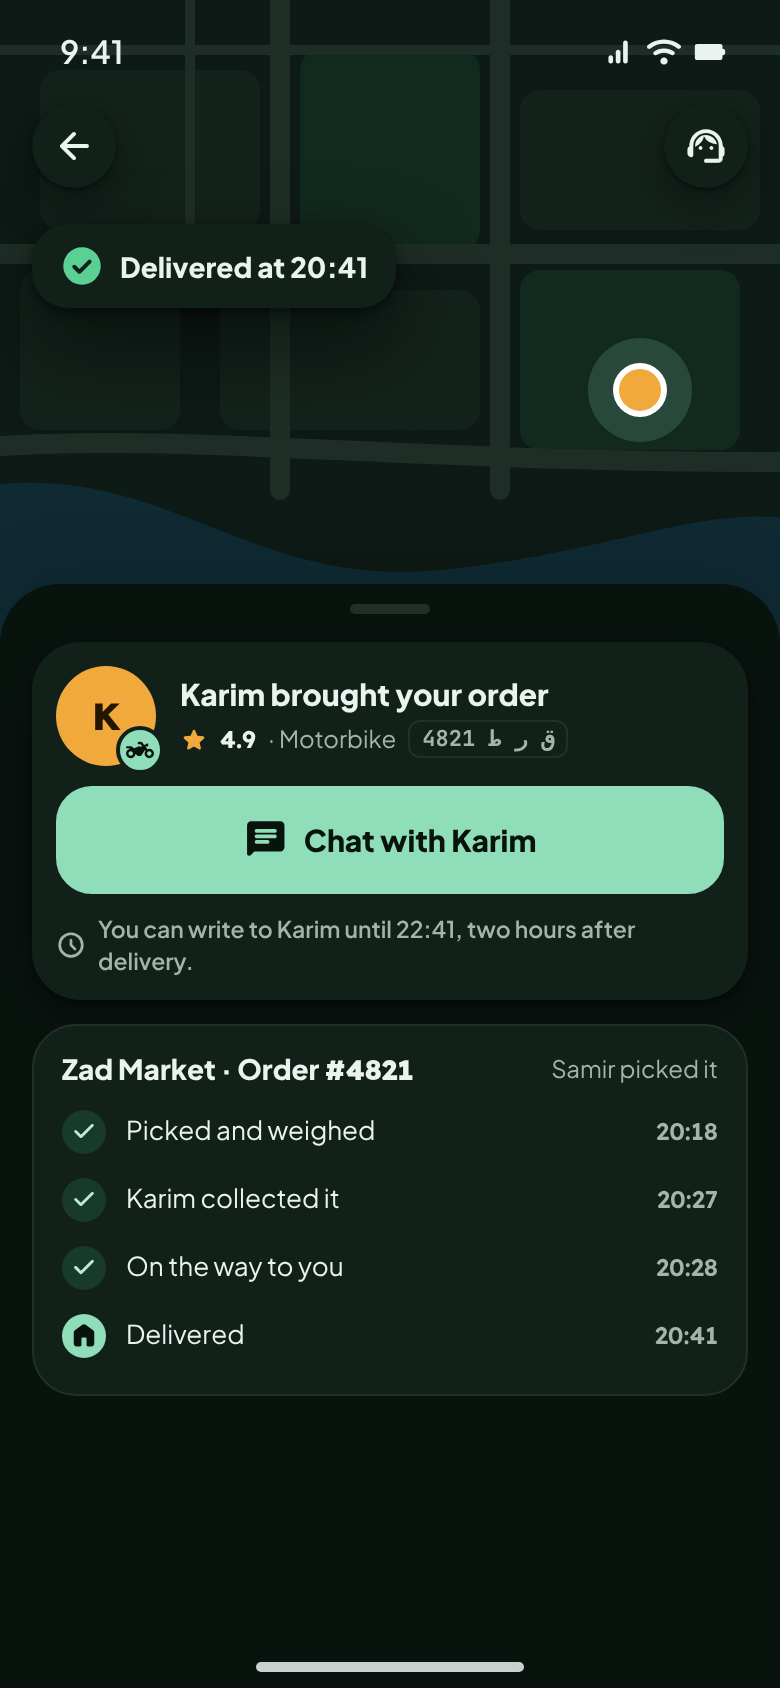 9:41
Delivered at 20:41
K
Karim brought your order
4.9 · Motorbike ق ر ط 4821
Chat with Karim
You can write to Karim until 22:41, two hours after
delivery.
Zad Market · Order #4821 Samir picked it
Picked and weighed 20:18
Karim collected it 20:27
On the way to you 20:28
Delivered 20:41